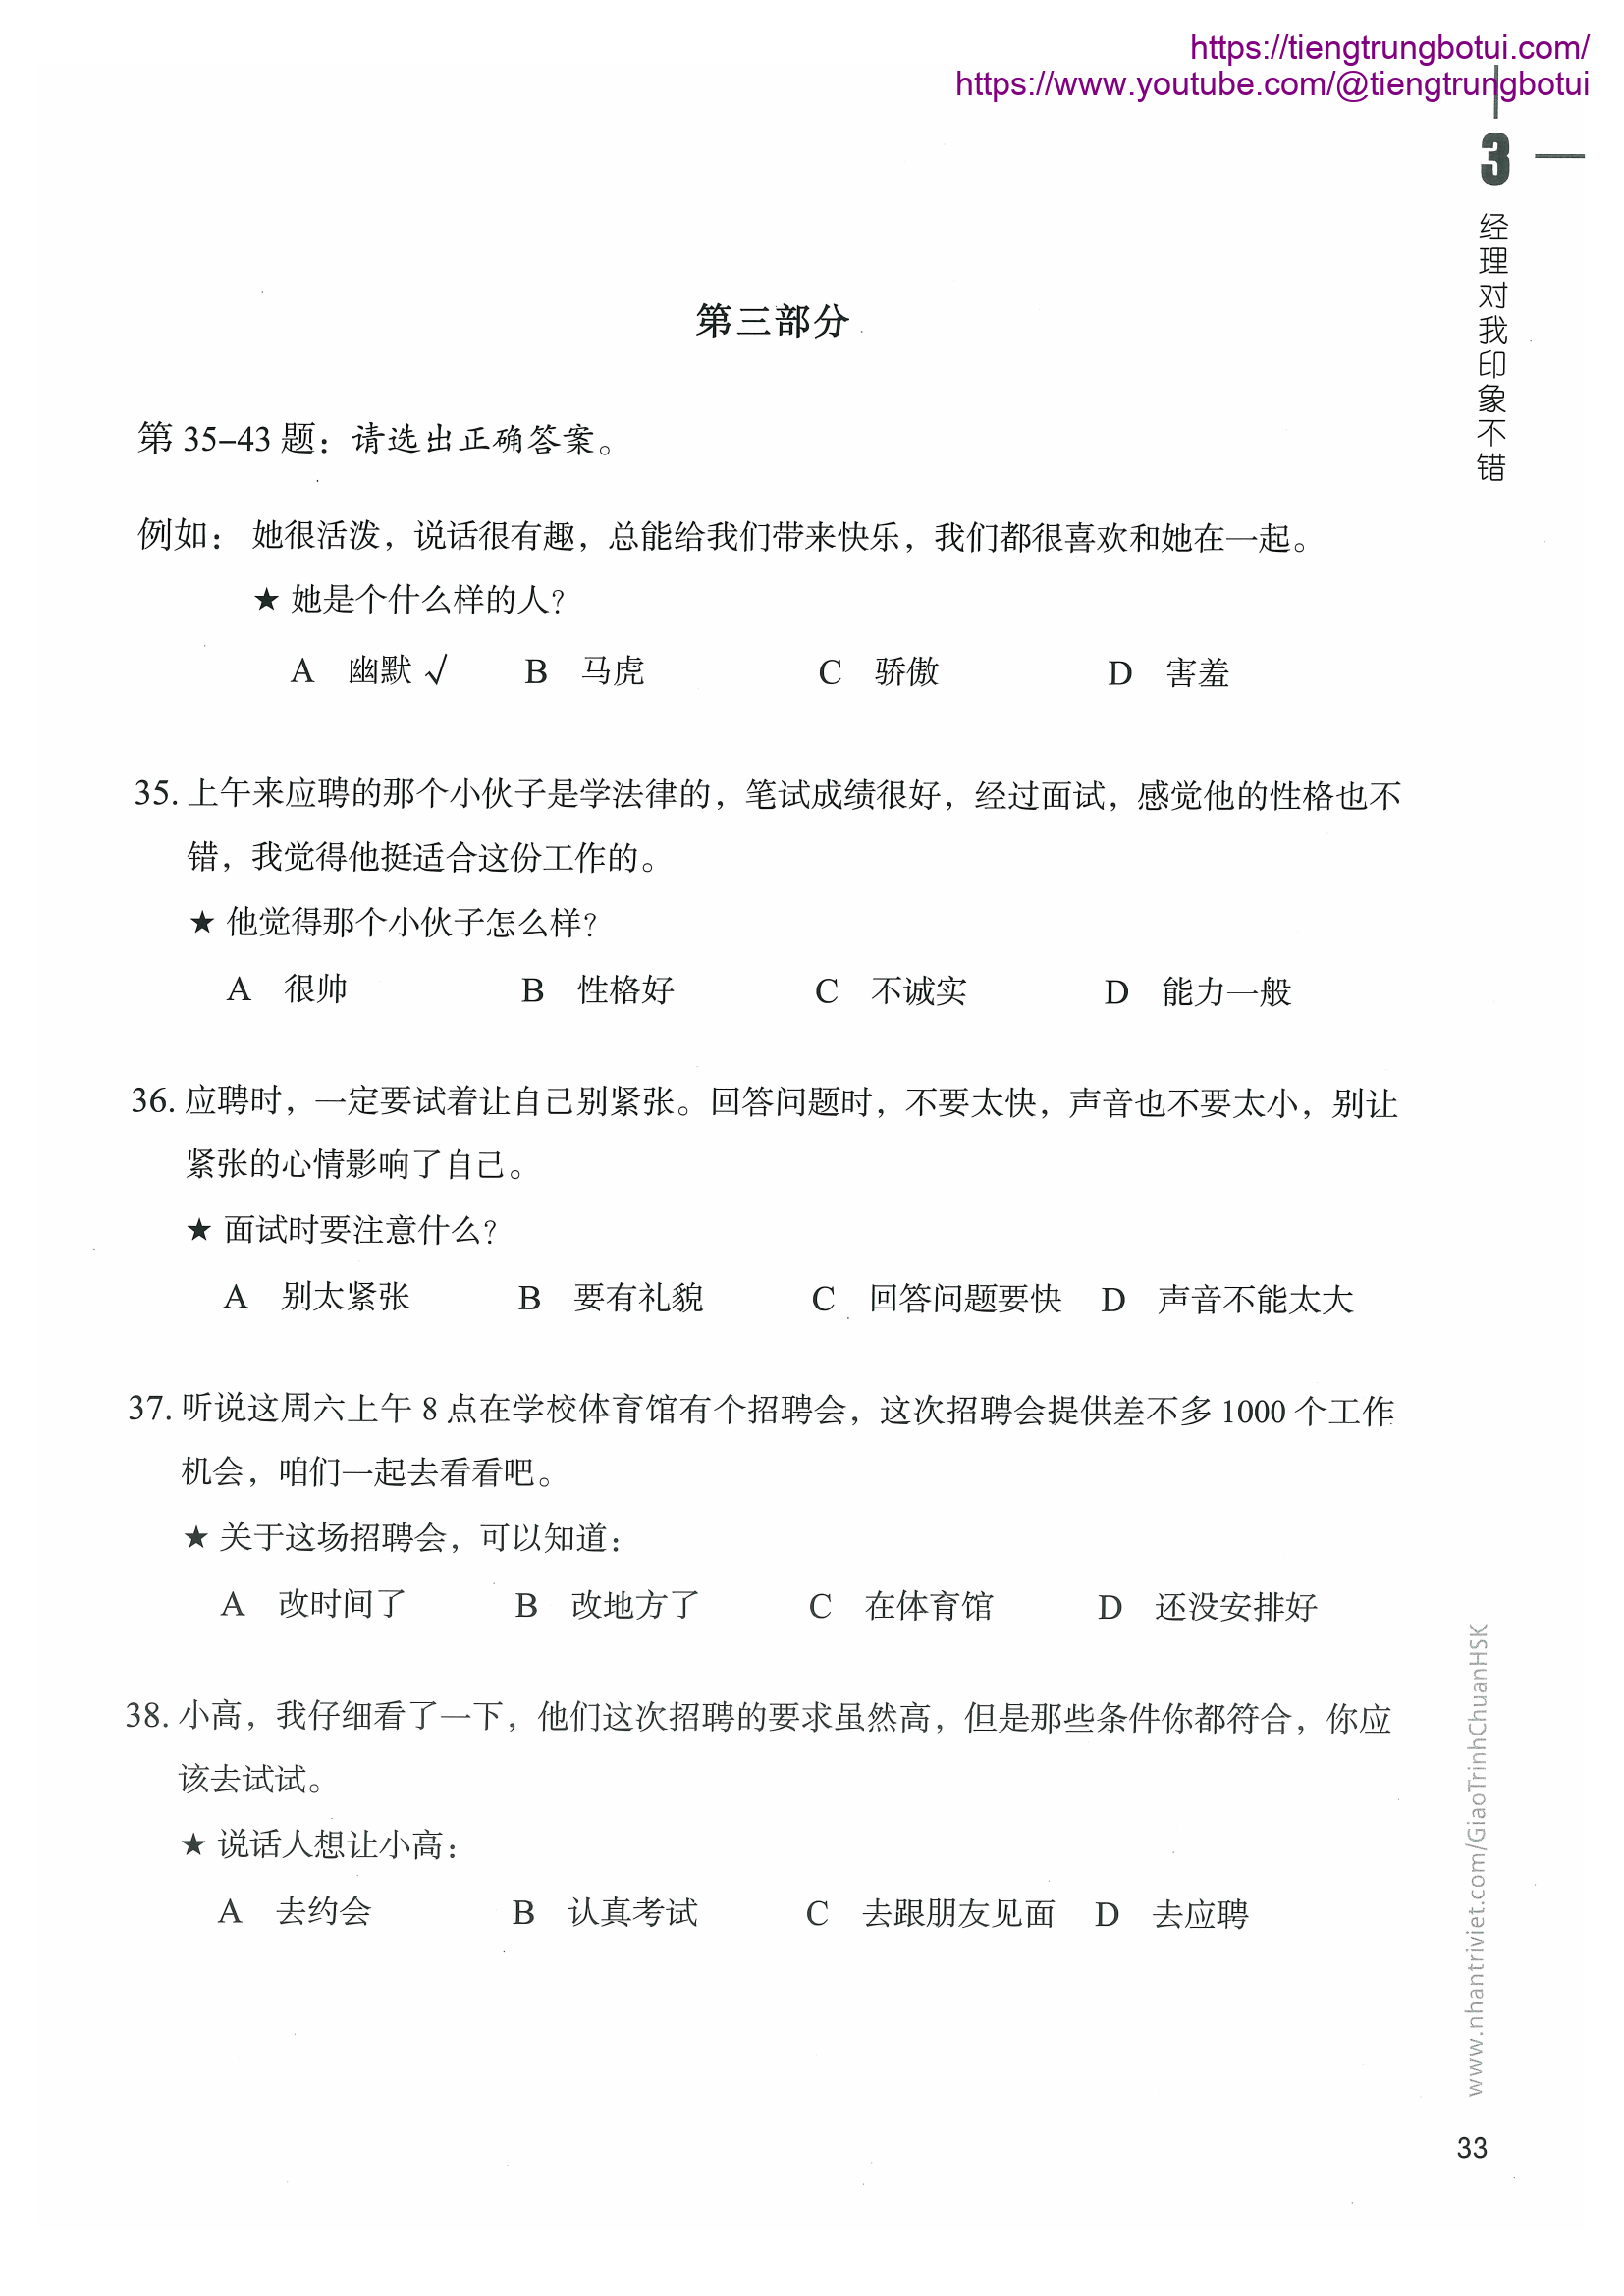 https://tiengtrungbotui.com/
https://www.youtube.com/@tiengtrungbotui
3
经理对我印象不错
第三部分
第 35–43 题：请选出正确答案。
例如： 她很活泼，说话很有趣，总能给我们带来快乐，我们都很喜欢和她在一起。
★ 她是个什么样的人？
A 幽默 √ B 马虎 C 骄傲 D 害羞
35. 上午来应聘的那个小伙子是学法律的，笔试成绩很好，经过面试，感觉他的性格也不
错，我觉得他挺适合这份工作的。
★ 他觉得那个小伙子怎么样？
A 很帅 B 性格好 C 不诚实 D 能力一般
36. 应聘时，一定要试着让自己别紧张。回答问题时，不要太快，声音也不要太小，别让
紧张的心情影响了自己。
★ 面试时要注意什么？
A 别太紧张 B 要有礼貌 C 回答问题要快 D 声音不能太大
37. 听说这周六上午 8 点在学校体育馆有个招聘会，这次招聘会提供差不多 1000 个工作
机会，咱们一起去看看吧。
★ 关于这场招聘会，可以知道：
A 改时间了 B 改地方了 C 在体育馆 D 还没安排好
38. 小高，我仔细看了一下，他们这次招聘的要求虽然高，但是那些条件你都符合，你应
该去试试。
★ 说话人想让小高：
A 去约会 B 认真考试 C 去跟朋友见面 D 去应聘
www.nhantriviet.com/GiaoTrinhChuanHSK
33